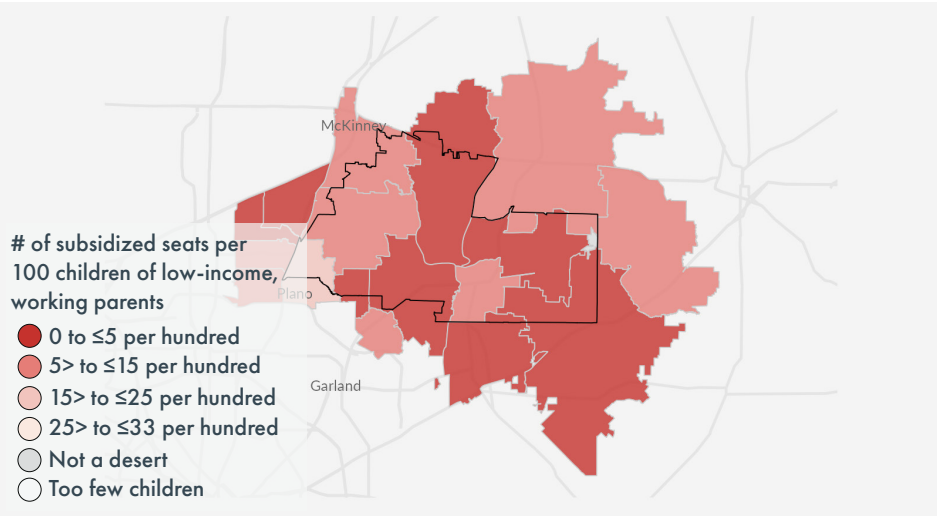 McKinney
# of subsidized seats per
100 children of low-income,
working parents
Plano
0 to ≤5 per hundred
5> to ≤15 per hundred
15> to ≤25 per hundred
25> to ≤33 per hundred
Not a desert
Too few children
Garland